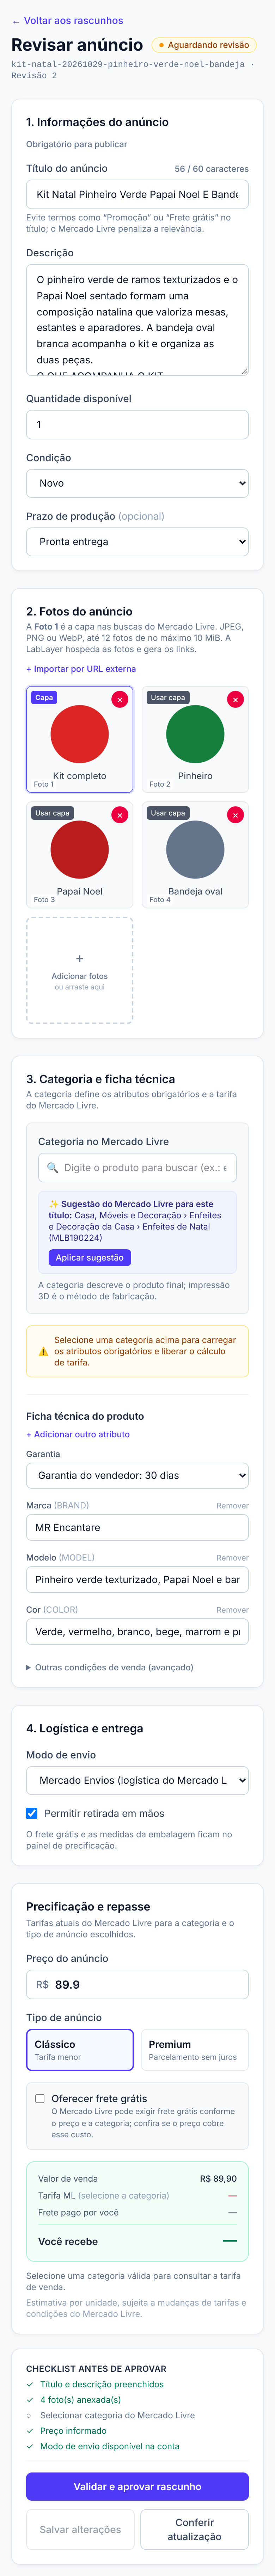 ← Voltar aos rascunhos
Revisar anúncio
Aguardando revisão
kit-natal-20261029-pinheiro-verde-noel-bandeja ·
Revisão 2
1. Informações do anúncio
Obrigatório para publicar
Título do anúncio
56 / 60 caracteres
Kit Natal Pinheiro Verde Papai Noel E Bande
Evite termos como “Promoção” ou “Frete grátis” no
título; o Mercado Livre penaliza a relevância.
Descrição
O pinheiro verde de ramos texturizados e o
Papai Noel sentado formam uma
composição natalina que valoriza mesas,
estantes e aparadores. A bandeja oval
branca acompanha o kit e organiza as
duas peças.
O QUE ACOMPANHA O KIT
Quantidade disponível
1
Condição
Novo
Prazo de produção (opcional)
Pronta entrega
2. Fotos do anúncio
A Foto 1 é a capa nas buscas do Mercado Livre. JPEG,
PNG ou WebP, até 12 fotos de no máximo 10 MiB. A
LabLayer hospeda as fotos e gera os links.
+ Importar por URL externa
Capa
×
Kit completo
Foto 1
Usar capa
×
Pinheiro
Foto 2
Usar capa
×
Papai Noel
Foto 3
Usar capa
×
Bandeja oval
Foto 4
+
Adicionar fotos
ou arraste aqui
3. Categoria e ficha técnica
A categoria define os atributos obrigatórios e a tarifa
do Mercado Livre.
Categoria no Mercado Livre
🔍 Digite o produto para buscar (ex.: e
✨ Sugestão do Mercado Livre para este
título: Casa, Móveis e Decoração › Enfeites
e Decoração da Casa › Enfeites de Natal
(MLB190224)
Aplicar sugestão
A categoria descreve o produto final; impressão
3D é o método de fabricação.
⚠️ Selecione uma categoria acima para carregar
os atributos obrigatórios e liberar o cálculo
de tarifa.
Ficha técnica do produto
+ Adicionar outro atributo
Garantia
Garantia do vendedor: 30 dias
Marca (BRAND)
Remover
MR Encantare
Modelo (MODEL)
Remover
Pinheiro verde texturizado, Papai Noel e bar
Cor (COLOR)
Remover
Verde, vermelho, branco, bege, marrom e pr
▶ Outras condições de venda (avançado)
4. Logística e entrega
Modo de envio
Mercado Envios (logística do Mercado L
Permitir retirada em mãos
O frete grátis e as medidas da embalagem ficam no
painel de precificação.
Precificação e repasse
Tarifas atuais do Mercado Livre para a categoria e o
tipo de anúncio escolhidos.
Preço do anúncio
R$ 89.9
Tipo de anúncio
Clássico
Tarifa menor
Premium
Parcelamento sem juros
Oferecer frete grátis
O Mercado Livre pode exigir frete grátis conforme
o preço e a categoria; confira se o preço cobre
esse custo.
Valor de venda
R$ 89,90
Tarifa ML (selecione a categoria)
—
Frete pago por você
—
Você recebe
—
Selecione uma categoria válida para consultar a tarifa
de venda.
Estimativa por unidade, sujeita a mudanças de tarifas e
condições do Mercado Livre.
CHECKLIST ANTES DE APROVAR
✓ Título e descrição preenchidos
✓ 4 foto(s) anexada(s)
○ Selecionar categoria do Mercado Livre
✓ Preço informado
✓ Modo de envio disponível na conta
Validar e aprovar rascunho
Salvar alterações
Conferir
atualização